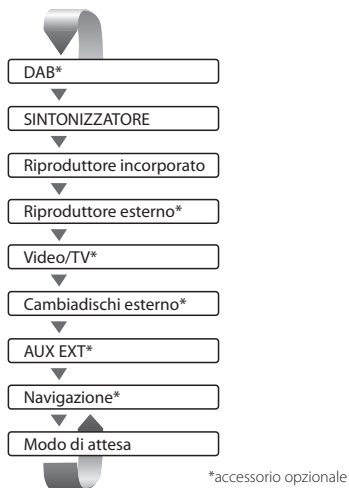 DAB*
SINTONIZZATORE
Riproduttore incorporato
Riproduttore esterno*
Video/TV*
Cambiadischi esterno*
AUX EXT*
Navigazione*
Modo di attesa
*accessorio opzionale